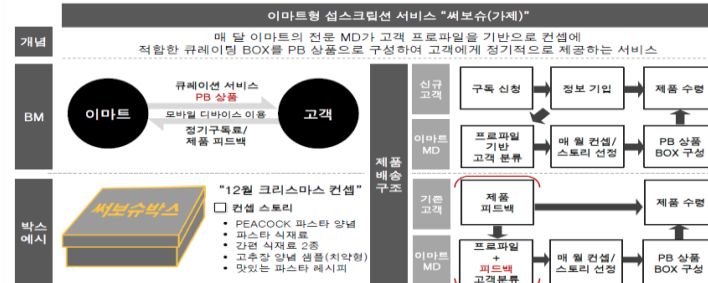 이마트형 섭스크립션 서비스 “써보슈(가제)”
개념
매 달 이마트의 전문 MD가 고객 프로파일을 기반으로 컨셉에
적합한 큐레이팅 BOX를 PB 상품으로 구성하여 고객에게 정기적으로 제공하는 서비스
BM
이마트
큐레이션 서비스
PB 상품
모바일 디바이스 이용
정기구독료/
제품 피드백
고객
박스
예시
써보슈박스
“12월 크리스마스 컨셉”
컨셉 스토리
• PEACOCK 파스타 양념
• 파스타 식재료
• 간편 식재료 2종
• 고추장 양념 샘플(치약형)
• 맛있는 파스타 레시피
제품
배송
구조
신규
고객
구독 신청
정보 기입
제품 수령
이마트
MD
프로파일
기반
고객 분류
매 월 컨셉/
스토리 선정
PB 상품
BOX 구성
기존
고객
제품
피드백
제품 수령
이마트
MD
프로파일
+
피드백
고객분류
매 월 컨셉/
스토리 선정
PB 상품
BOX 구성